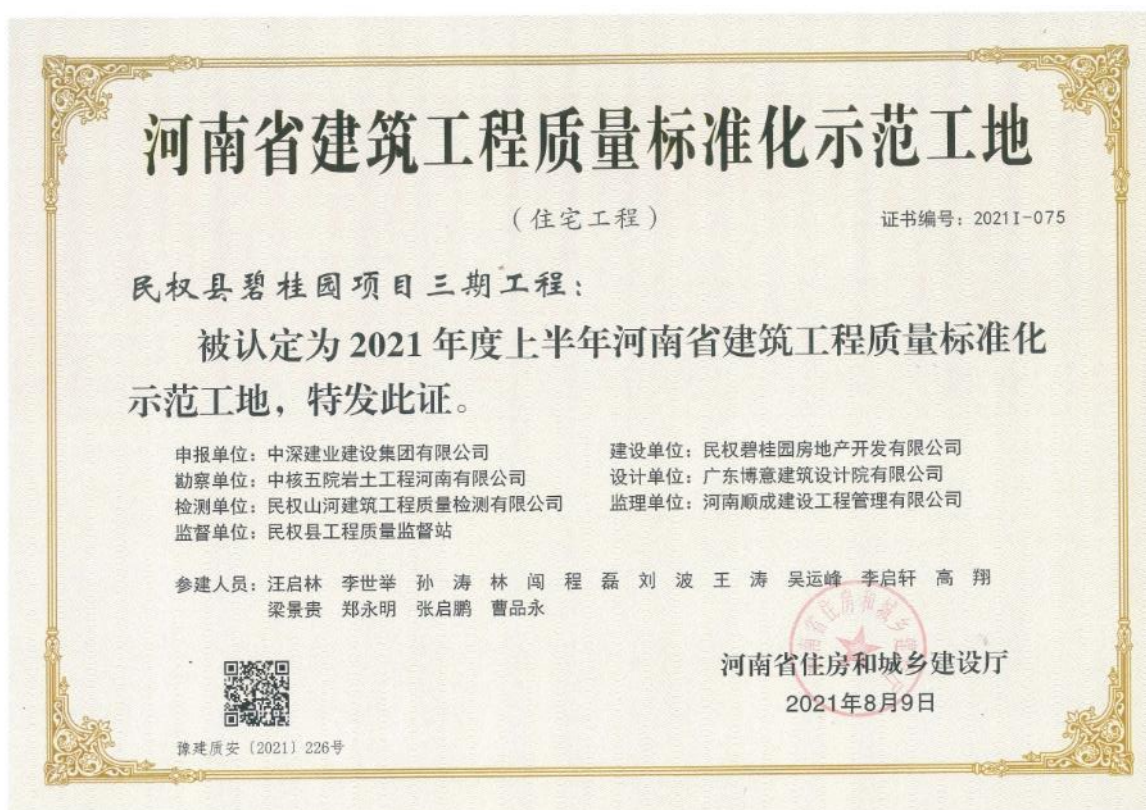 河南省建筑工程质量标准化示范工地
(住宅工程)
证书编号：2021I-075
民权县碧桂园项目三期工程：
被认定为2021年度上半年河南省建筑工程质量标准化
示范工地，特发此证。
申报单位：中深建业建设集团有限公司 建设单位：民权碧桂园房地产开发有限公司
勘察单位：中核五院岩土工程河南有限公司 设计单位：广东博意建筑设计院有限公司
检测单位：民权山河建筑工程质量检测有限公司 监理单位：河南顺成建设工程管理有限公司
监督单位：民权县工程质量监督站
参建人员：汪启林 李世举 孙涛 林闯 程磊 刘波 王涛 吴运峰 李启轩 高翔
梁景贵 郑永明 张启鹏 曹品永
河南省住房和城乡建设厅
2021年8月9日
豫建质安〔2021〕226号